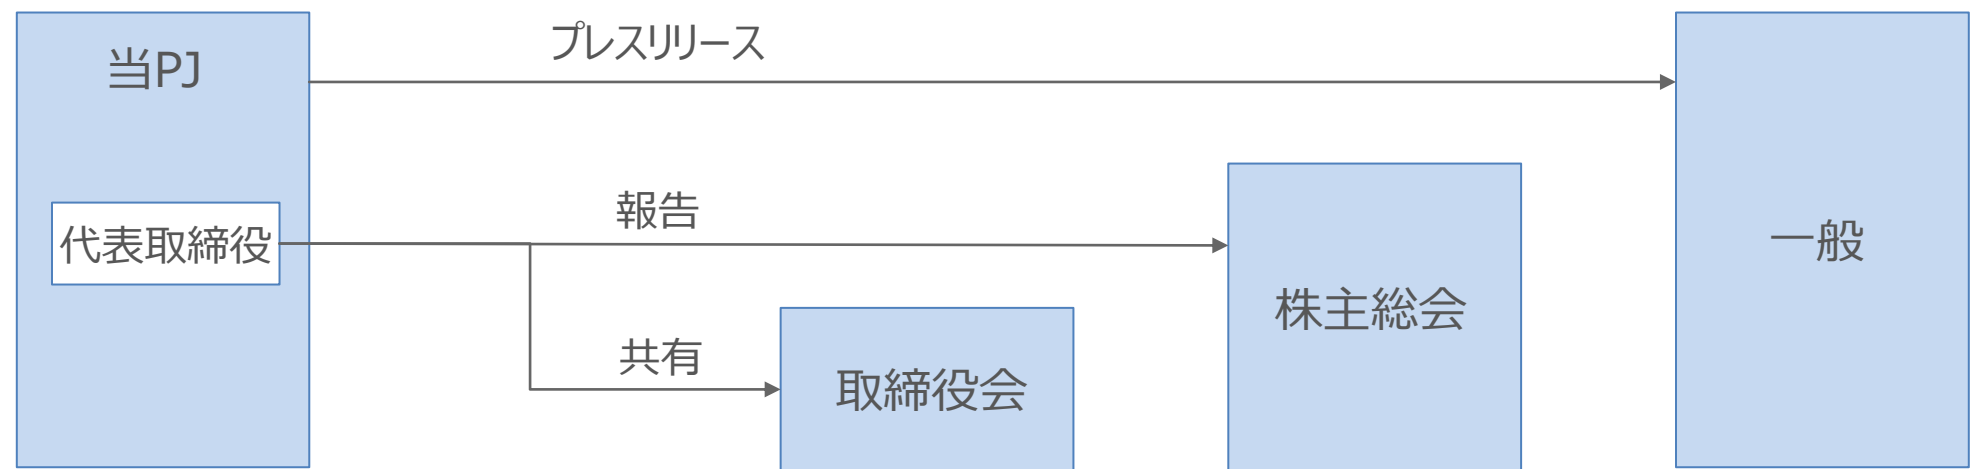 当PJ
プレスリリース
報告
代表取締役
一般
株主総会
共有
取締役会